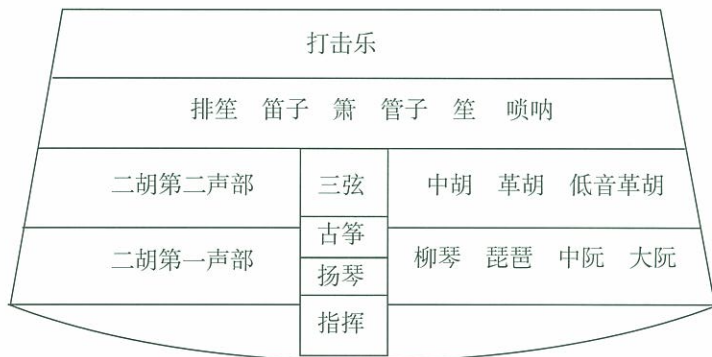 打击乐
排笙 笛子 箫 管子 笙 唢呐
二胡第二声部 三弦 中胡 革胡 低音革胡
古筝
二胡第一声部 柳琴 琵琶 中阮 大阮
扬琴
指挥